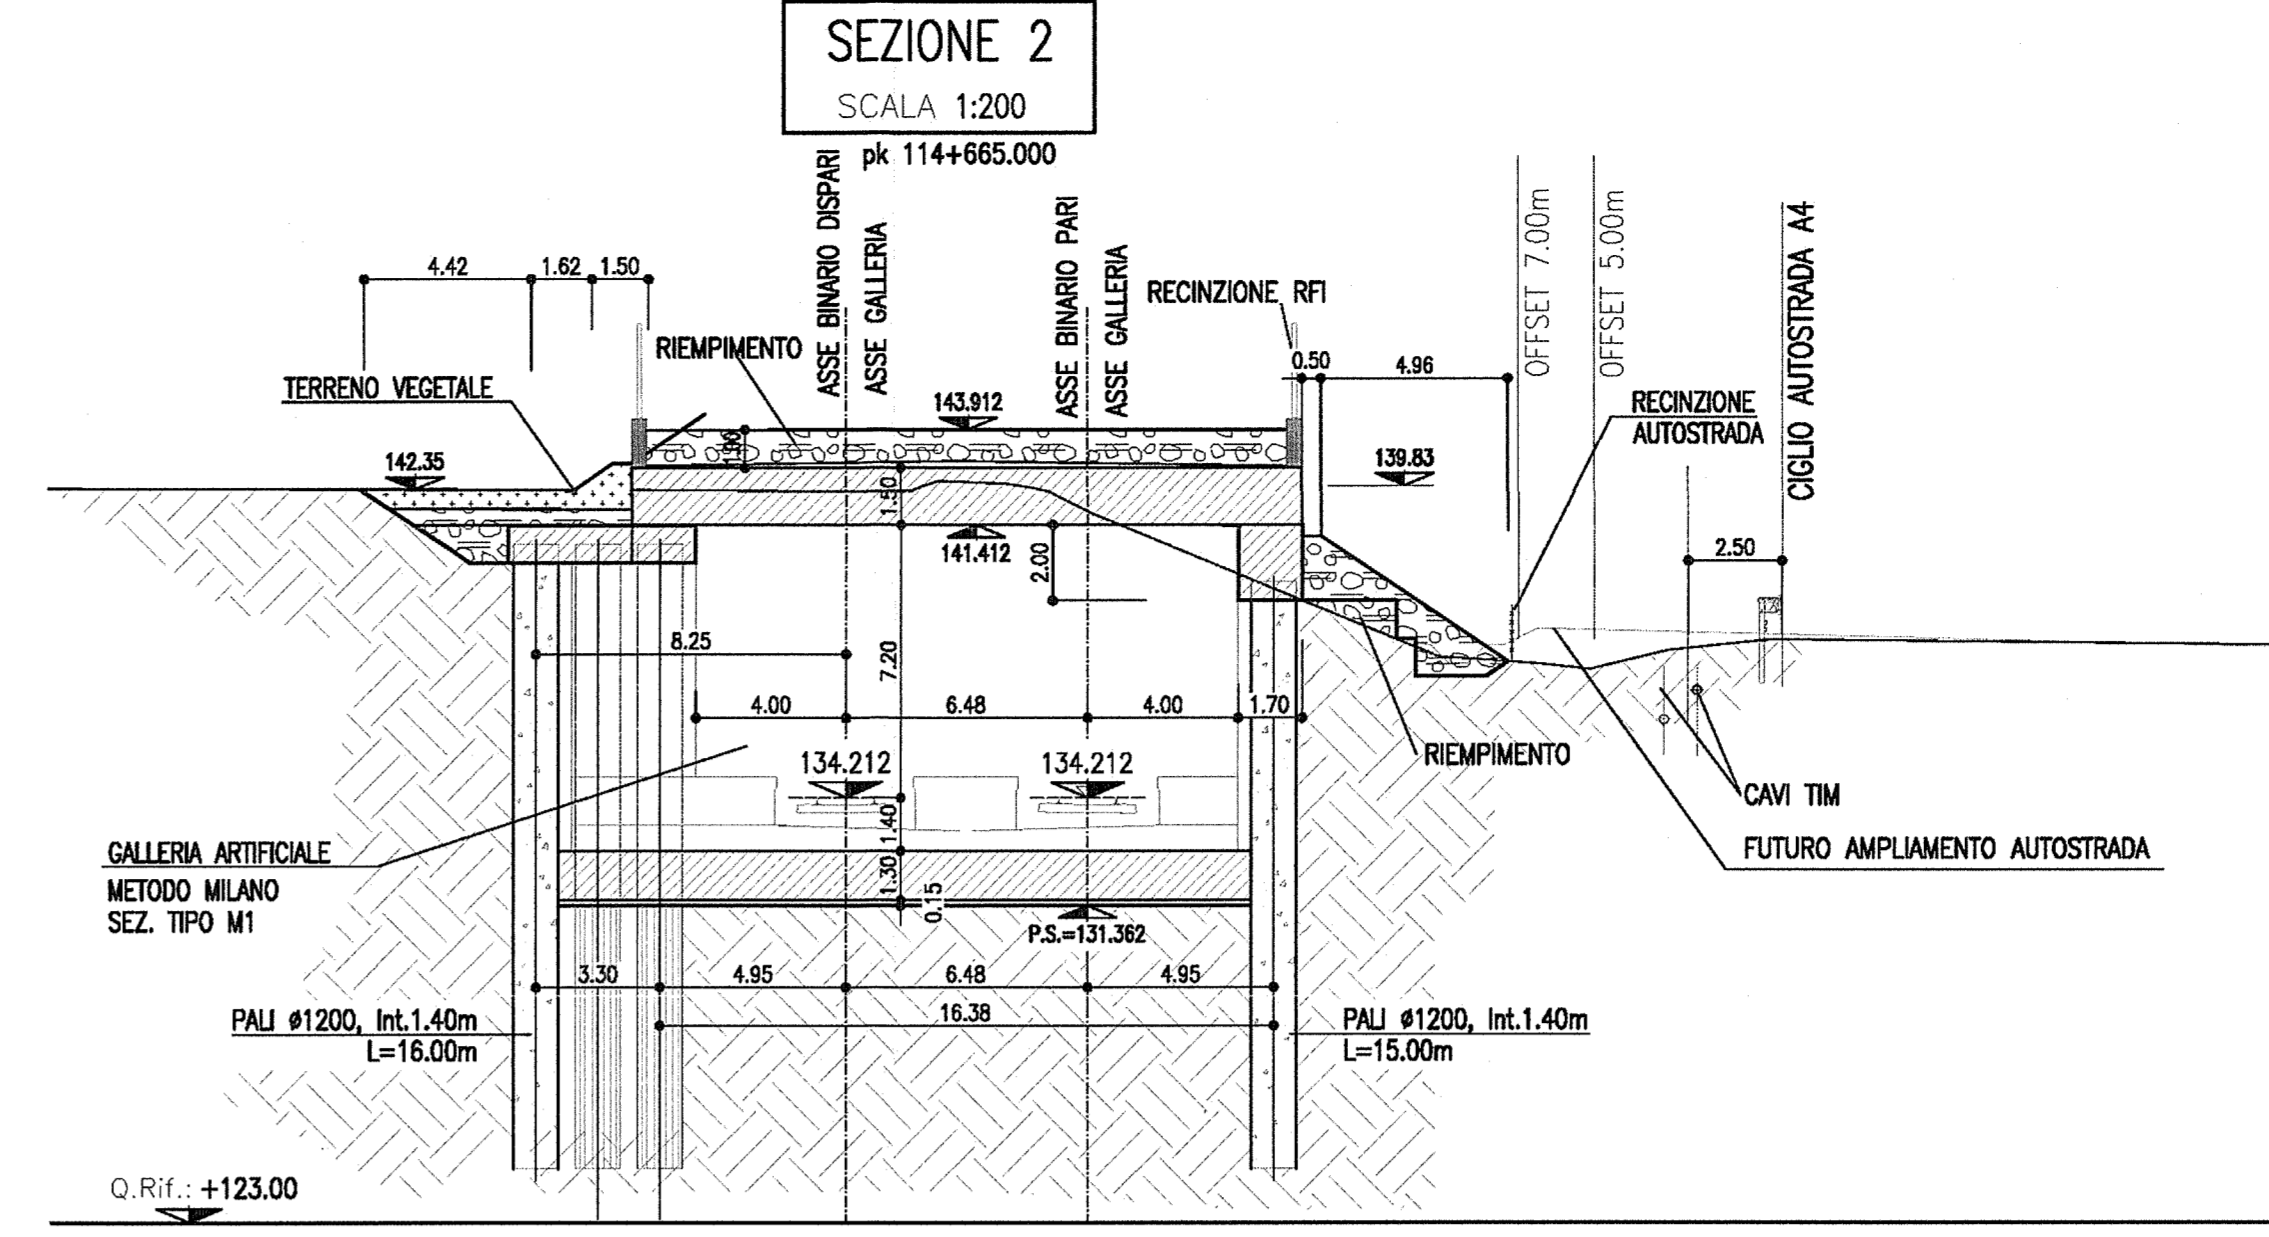 SEZIONE 2
SCALA 1:200
pk 114+665.000
ASSE BINARIO DISPARI
ASSE GALLERIA
ASSE BINARIO PARI
ASSE GALLERIA
OFFSET 7.00m
OFFSET 5.00m
CIGLIO AUTOSTRADA A4
4.42
1.62
1.50
RECINZIONE RFI
RIEMPIMENTO
0.50
4.96
TERRENO VEGETALE
143.912
RECINZIONE
AUTOSTRADA
1.00
142.35
139.83
1.50
141.412
2.00
2.50
8.25
7.20
4.00
6.48
4.00
1.70
RIEMPIMENTO
134.212
134.212
CAVI TIM
1.40
GALLERIA ARTIFICIALE
METODO MILANO
SEZ. TIPO M1
FUTURO AMPLIAMENTO AUTOSTRADA
1.30
0.15
P.S.=131.362
3.30
4.95
6.48
4.95
16.38
PALI ø1200, Int.1.40m
L=16.00m
PALI ø1200, Int.1.40m
L=15.00m
Q.Rif.: +123.00